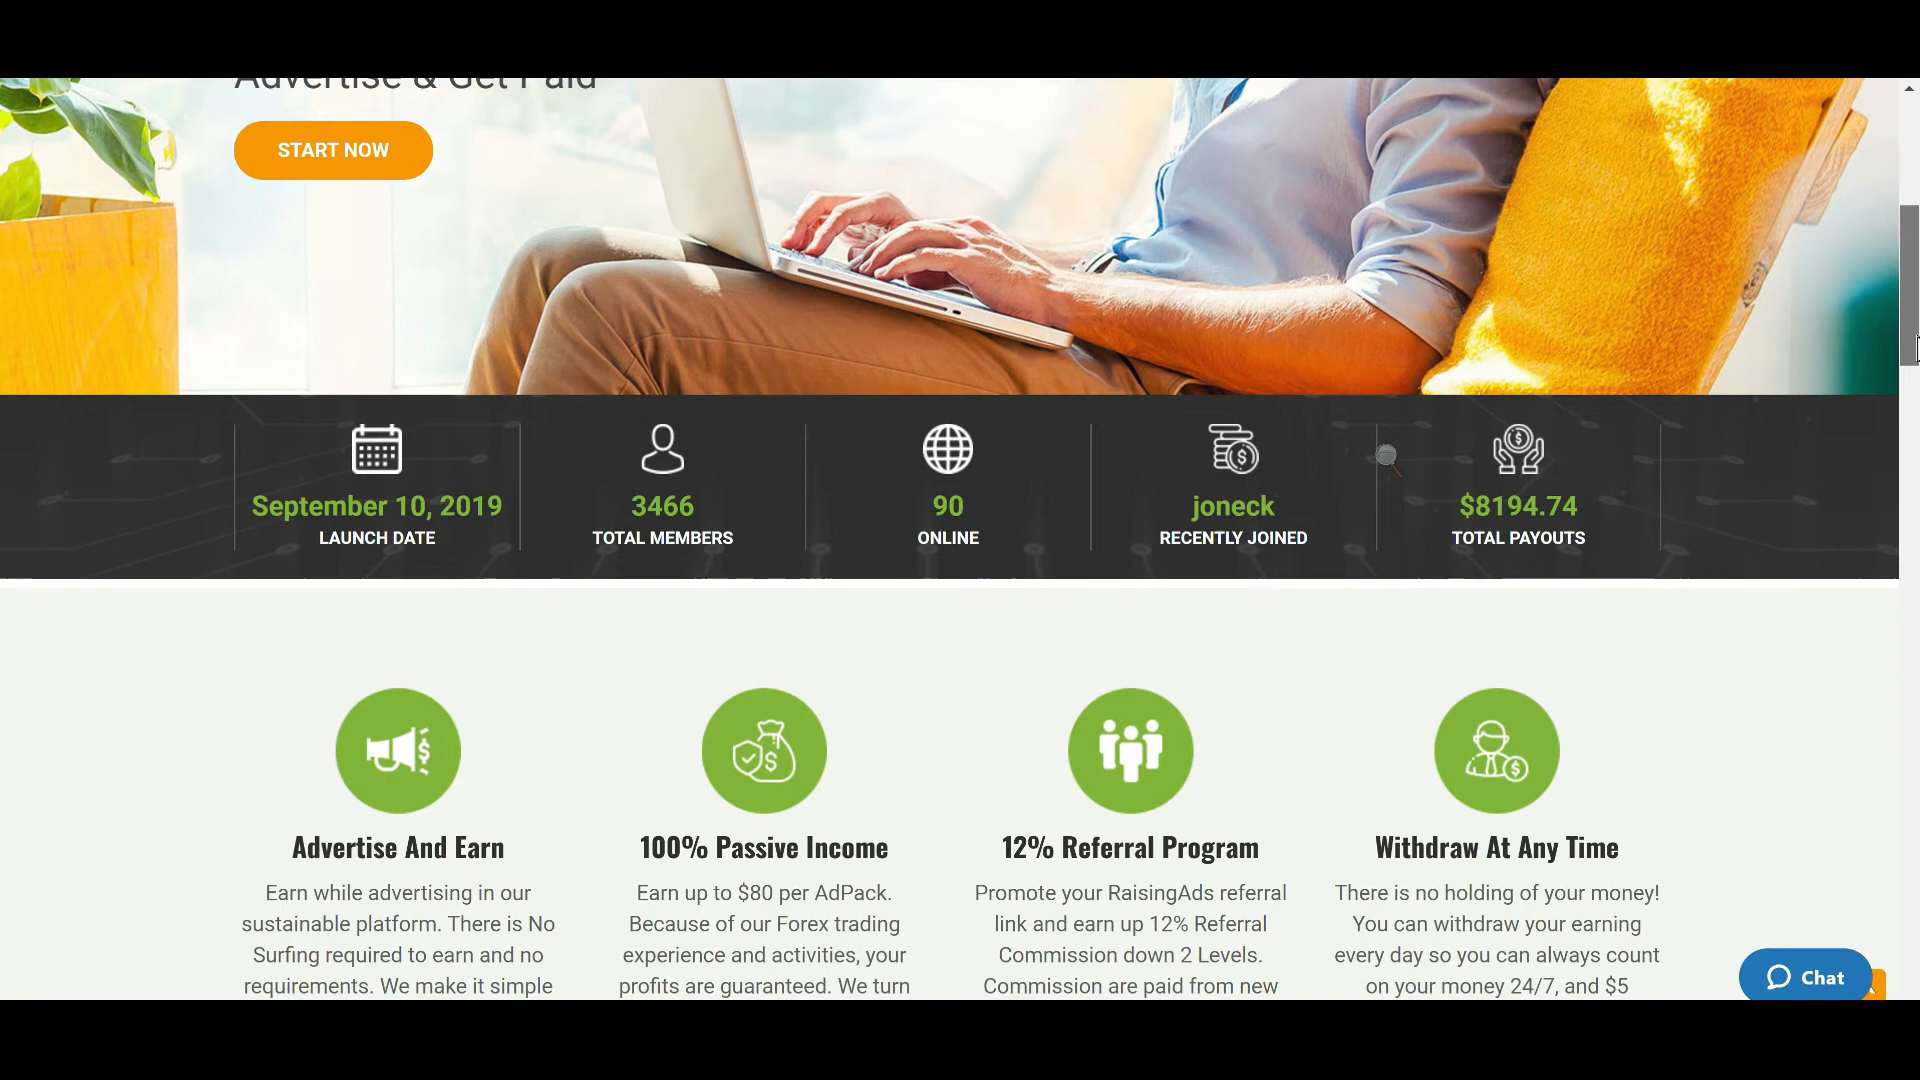 Advertise & Get Paid
START NOW
September 10, 2019
LAUNCH DATE
3466
TOTAL MEMBERS
90
ONLINE
joneck
RECENTLY JOINED
$8194.74
TOTAL PAYOUTS
Advertise And Earn
Earn while advertising in our
sustainable platform. There is No
Surfing required to earn and no
requirements. We make it simple
100% Passive Income
Earn up to $80 per AdPack.
Because of our Forex trading
experience and activities, your
profits are guaranteed. We turn
12% Referral Program
Promote your RaisingAds referral
link and earn up 12% Referral
Commission down 2 Levels.
Commission are paid from new
Withdraw At Any Time
There is no holding of your money!
You can withdraw your earning
every day so you can always count
on your money 24/7, and $5
Chat